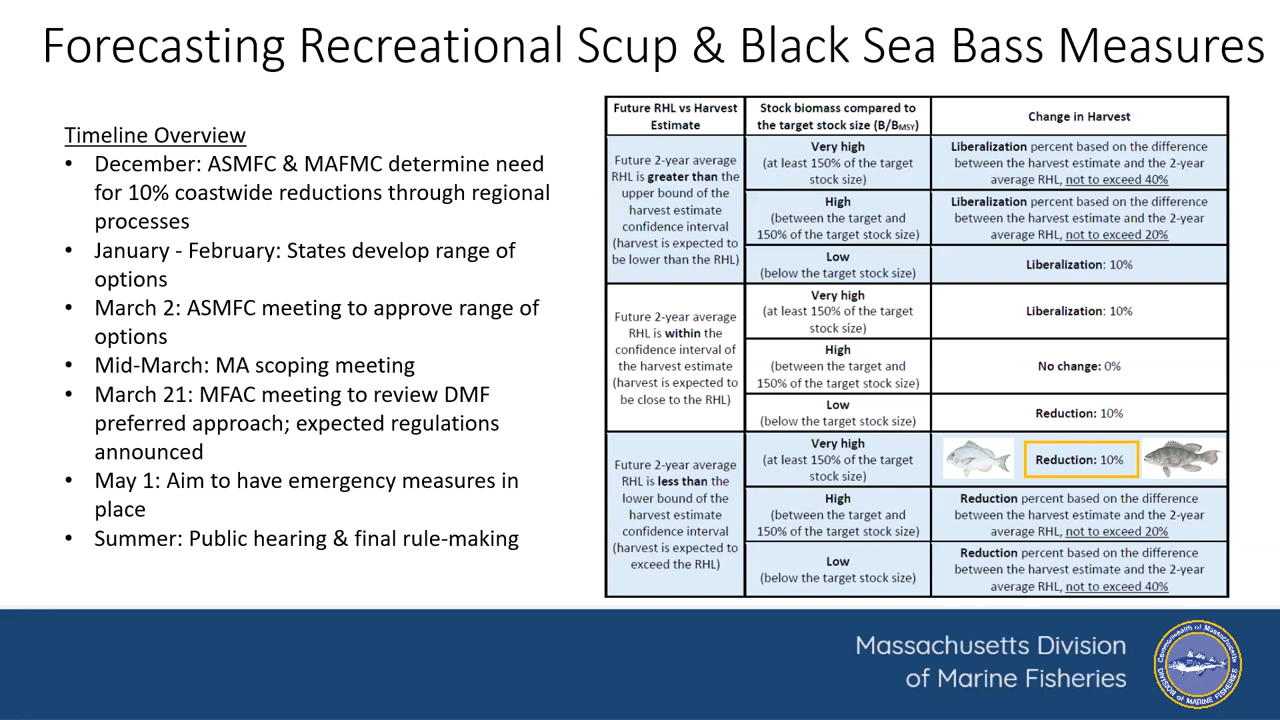 Forecasting Recreational Scup & Black Sea Bass Measures
Timeline Overview
• December: ASMFC & MAFMC determine need
for 10% coastwide reductions through regional
processes
• January - February: States develop range of
options
• March 2: ASMFC meeting to approve range of
options
• Mid-March: MA scoping meeting
• March 21: MFAC meeting to review DMF
preferred approach; expected regulations
announced
• May 1: Aim to have emergency measures in
place
• Summer: Public hearing & final rule-making
Future RHL vs Harvest
Estimate
Stock biomass compared to
the target stock size (B/BMSY)
Change in Harvest
Future 2-year average
RHL is greater than the
upper bound of the
harvest estimate
confidence interval
(harvest is expected to
be lower than the RHL)
Very high
(at least 150% of the target
stock size)
Liberalization percent based on the difference
between the harvest estimate and the 2-year
average RHL, not to exceed 40%
High
(between the target and
150% of the target stock size)
Liberalization percent based on the difference
between the harvest estimate and the 2-year
average RHL, not to exceed 20%
Low
(below the target stock size)
Liberalization: 10%
Future 2-year average
RHL is within the
confidence interval of
the harvest estimate
(harvest is expected to
be close to the RHL)
Very high
(at least 150% of the target
stock size)
Liberalization: 10%
High
(between the target and
150% of the target stock size)
No change: 0%
Low
(below the target stock size)
Reduction: 10%
Future 2-year average
RHL is less than the
lower bound of the
harvest estimate
confidence interval
(harvest is expected to
exceed the RHL)
Very high
(at least 150% of the target
stock size)
Reduction: 10%
High
(between the target and
150% of the target stock size)
Reduction percent based on the difference
between the harvest estimate and the 2-year
average RHL, not to exceed 20%
Low
(below the target stock size)
Reduction percent based on the difference
between the harvest estimate and the 2-year
average RHL, not to exceed 40%
Massachusetts Division
of Marine Fisheries
Commonwealth of Massachusetts
DIVISION of MARINE FISHERIES